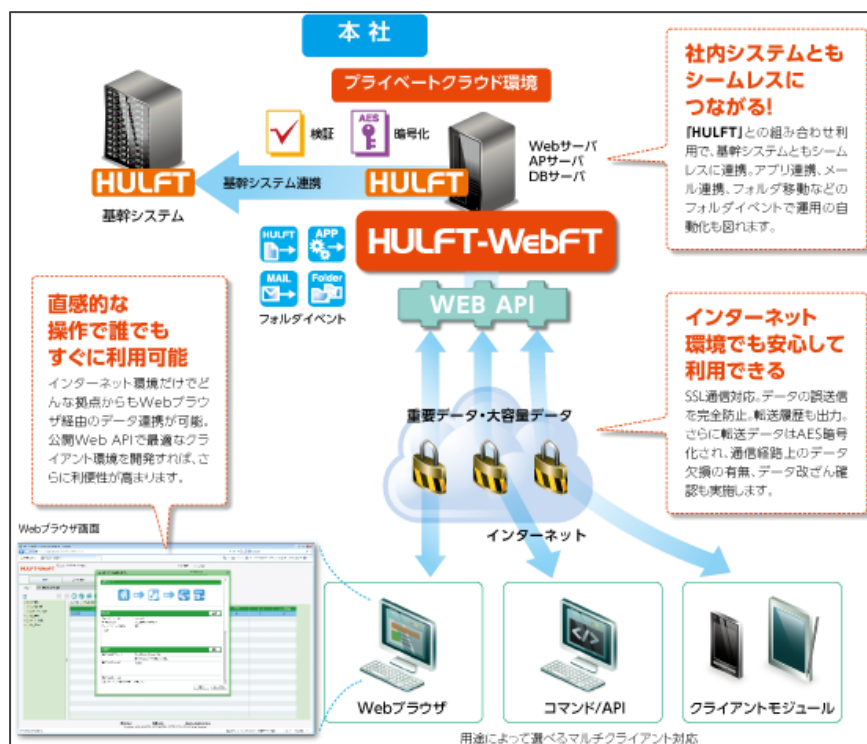 本社
プライベートクラウド環境
検証
AES
暗号化
Webサーバ
APサーバ
DBサーバ
HULFT
基幹システム連携
HULFT
基幹システム
HULFT-WebFT
HULFT
APP
MAIL
Folder
フォルダイベント
WEB API
社内システムとも
シームレスに
つながる!
「HULFT」との組み合わせ利
用で、基幹システムともシーム
レスに連携。アプリ連携、メー
ル連携、フォルダ移動などの
フォルダイベントで運用の自
動化も図れます。
直感的な
操作で誰でも
すぐに利用可能
インターネット環境だけでど
んな拠点からもWebブラウ
ザ経由のデータ連携が可能。
公開Web APIで最適なクラ
イアント環境を開発すれば、さ
らに利便性が高まります。
インターネット
環境でも安心して
利用できる
SSL通信対応。データの誤送信
を完全防止。転送履歴も出力。
さらに転送データはAES暗号
化され、通信経路上のデータ
欠損の有無、データ改ざん確
認も実施します。
重要データ・大容量データ
インターネット
Webブラウザ画面
HULFT-WebFT
Webブラウザ
コマンド/API
クライアントモジュール
用途によって選べるマルチクライアント対応